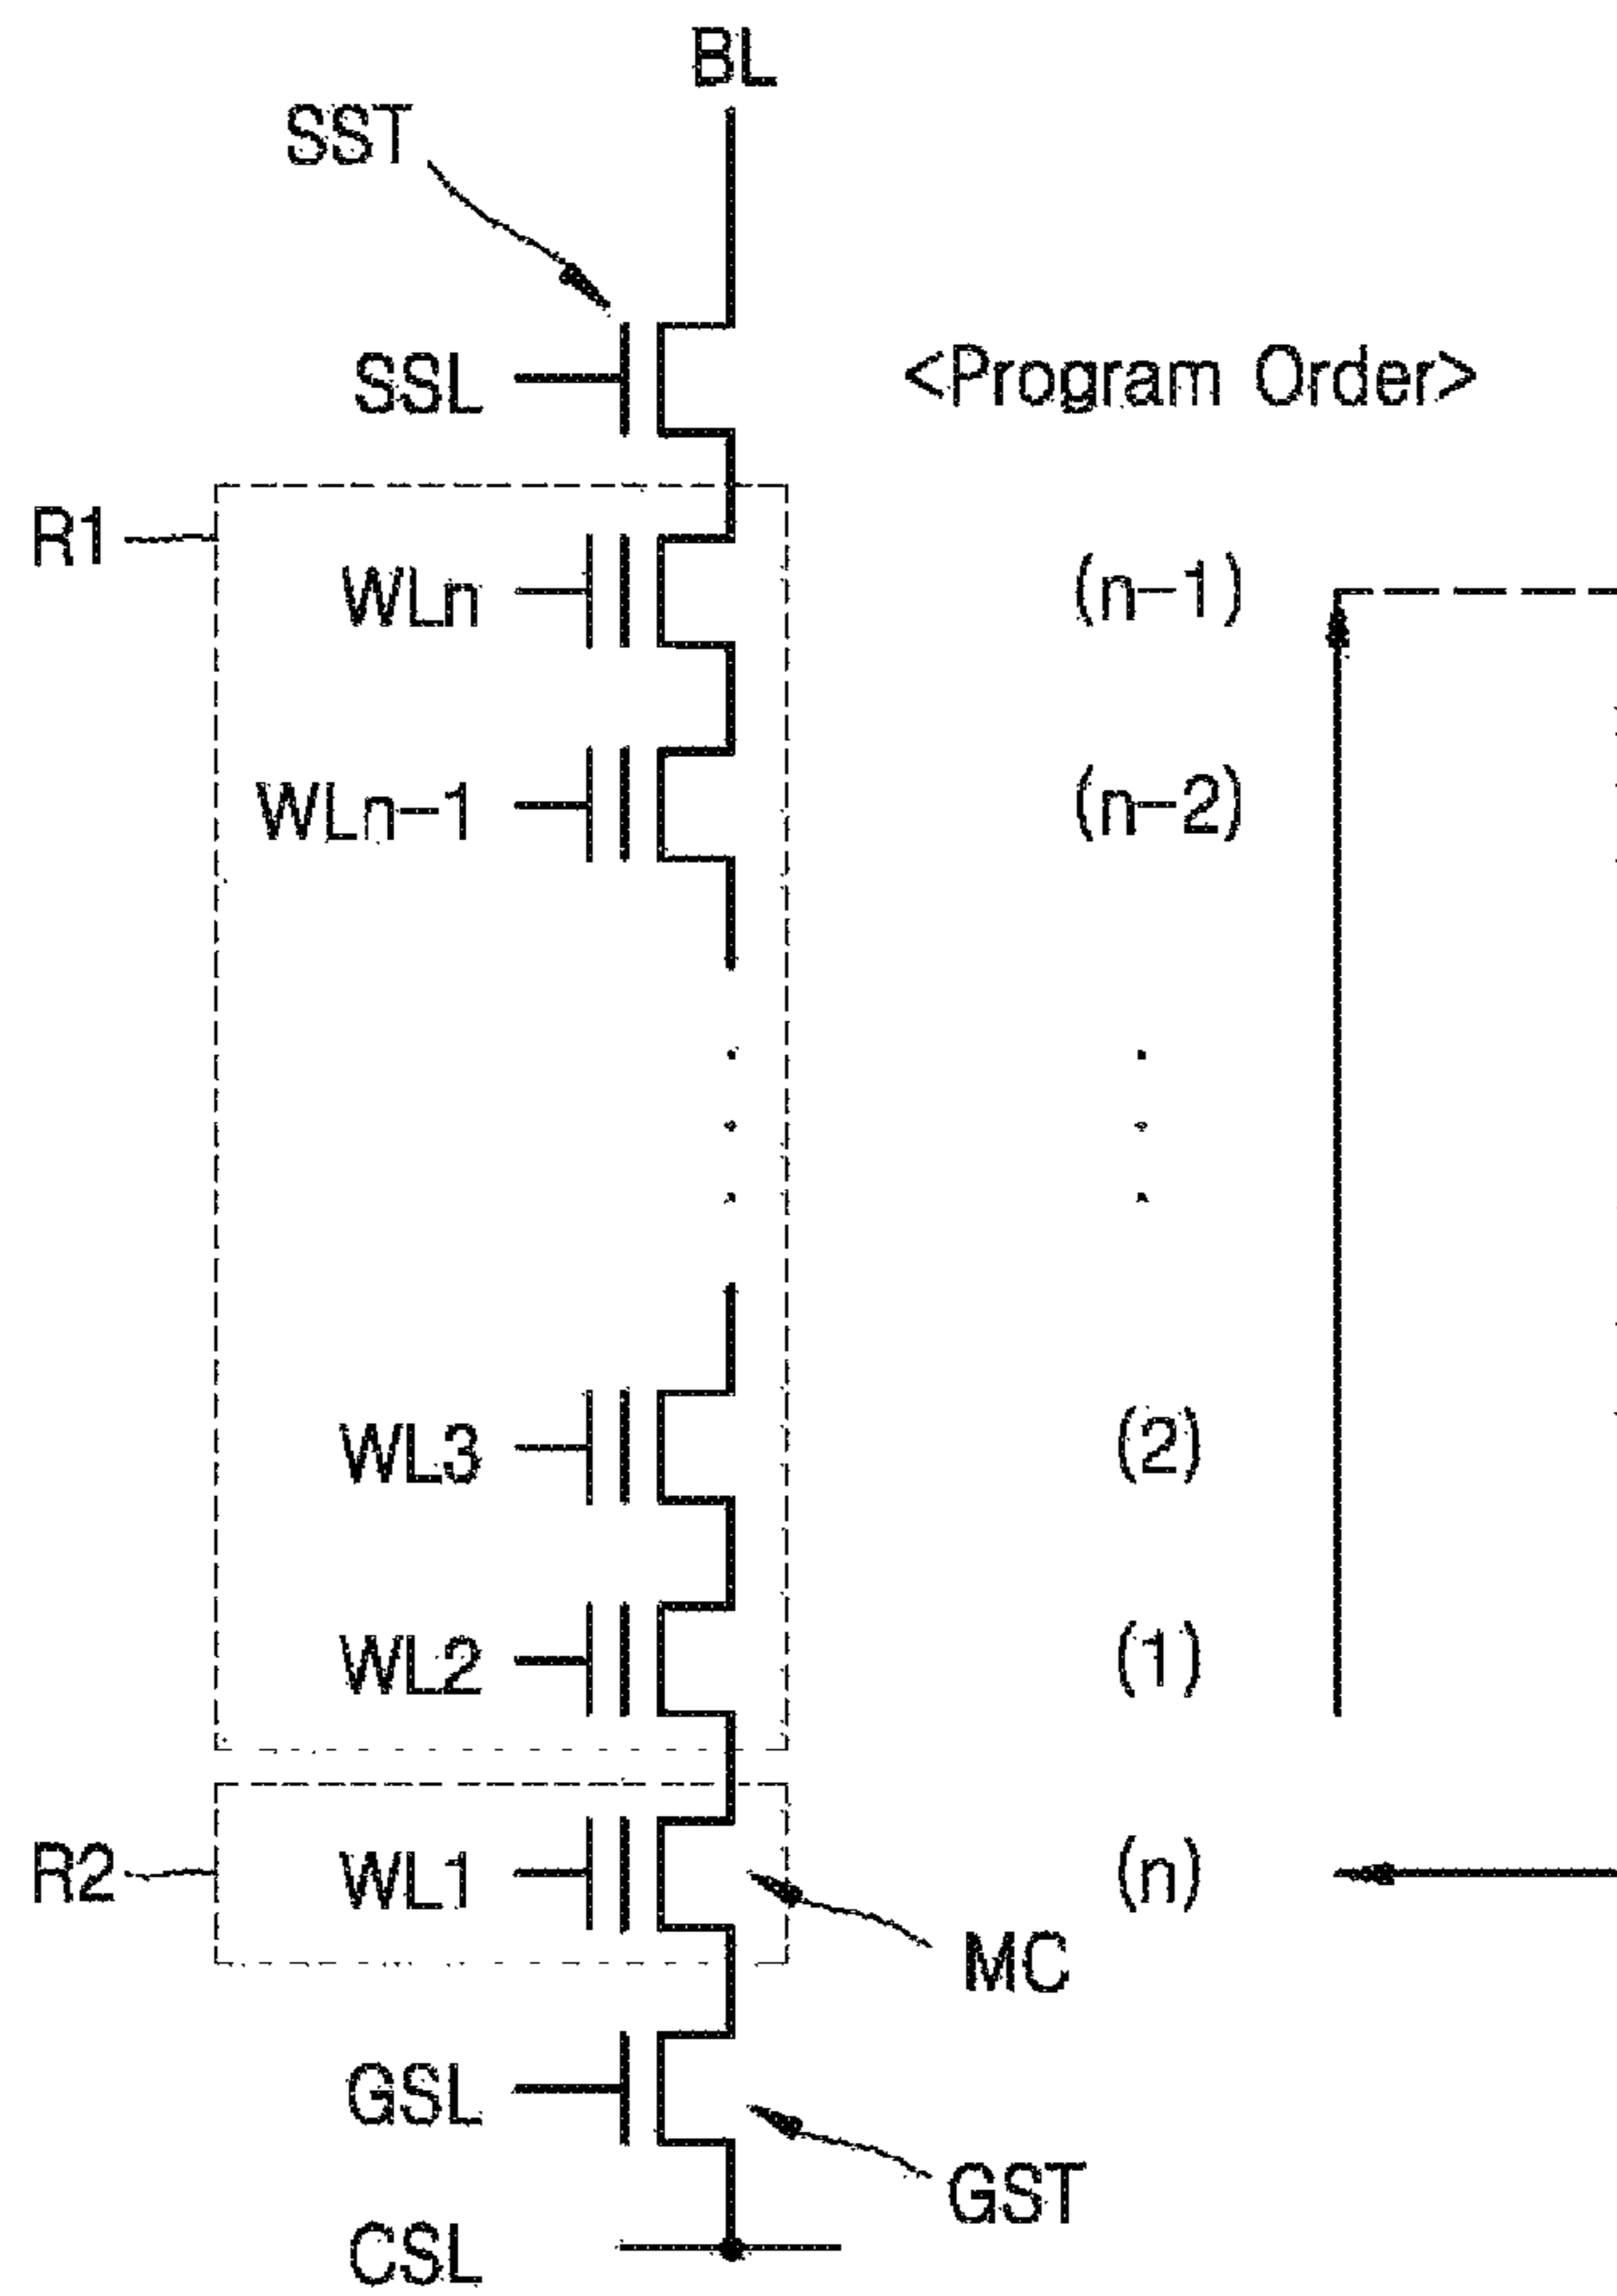 BL
SST
SSL
<Program Order>
R1
WLn
(n-1)
WLn-1
(n-2)
WL3
(2)
WL2
(1)
R2
WL1
(n)
MC
GSL
GST
CSL